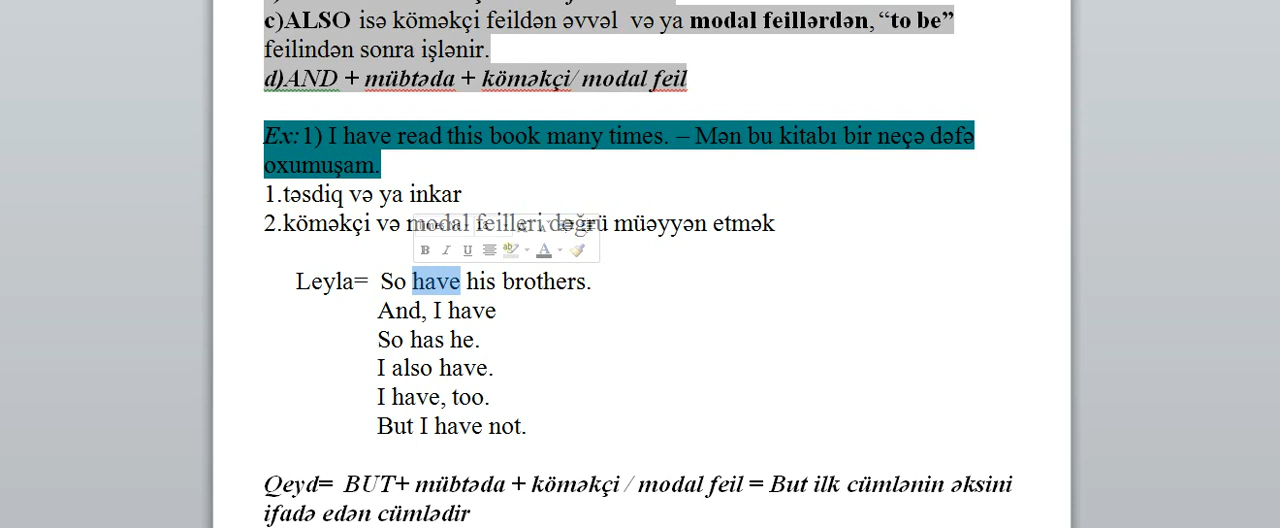 c)ALSO isə köməkçi feildən əvvəl və ya modal feillərdən, “to be”
feilindən sonra işlənir.
d)AND + mübtəda + köməkçi/ modal feil
Ex:1) I have read this book many times. – Mən bu kitabı bir neçə dəfə
oxumuşam.
1.təsdiq və ya inkar
2.köməkçi və modal feilləri doğrü müəyyən etmək
B I U
Leyla= So have his brothers.
And, I have
So has he.
I also have.
I have, too.
But I have not.
Qeyd= BUT+ mübtəda + köməkçi / modal feil = But ilk cümlənin əksini
ifadə edən cümlədir